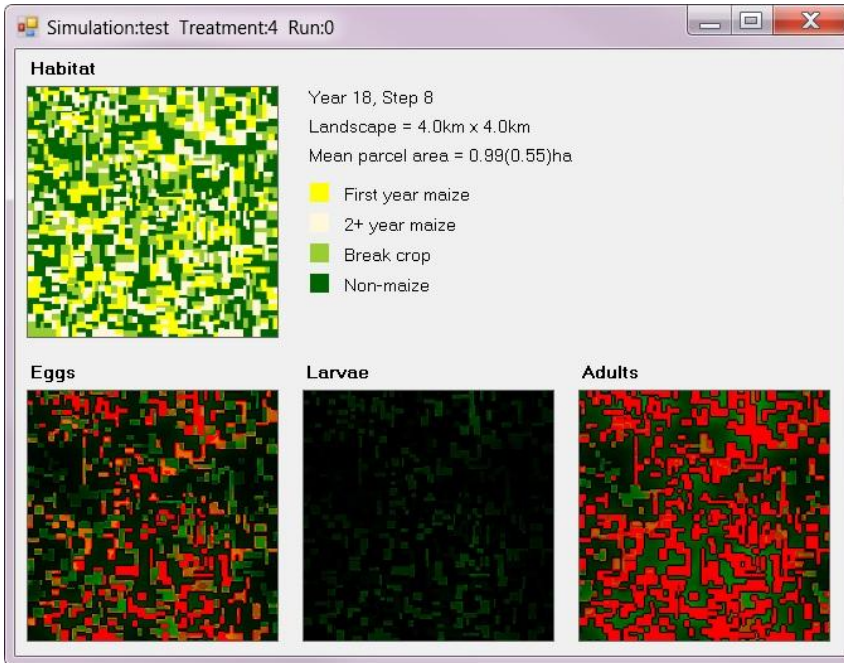 Simulation:test Treatment:4 Run:0
Habitat
Year 18, Step 8
Landscape = 4.0km x 4.0km
Mean parcel area = 0.99(0.55)ha
First year maize
2+ year maize
Break crop
Non-maize
Eggs
Larvae
Adults